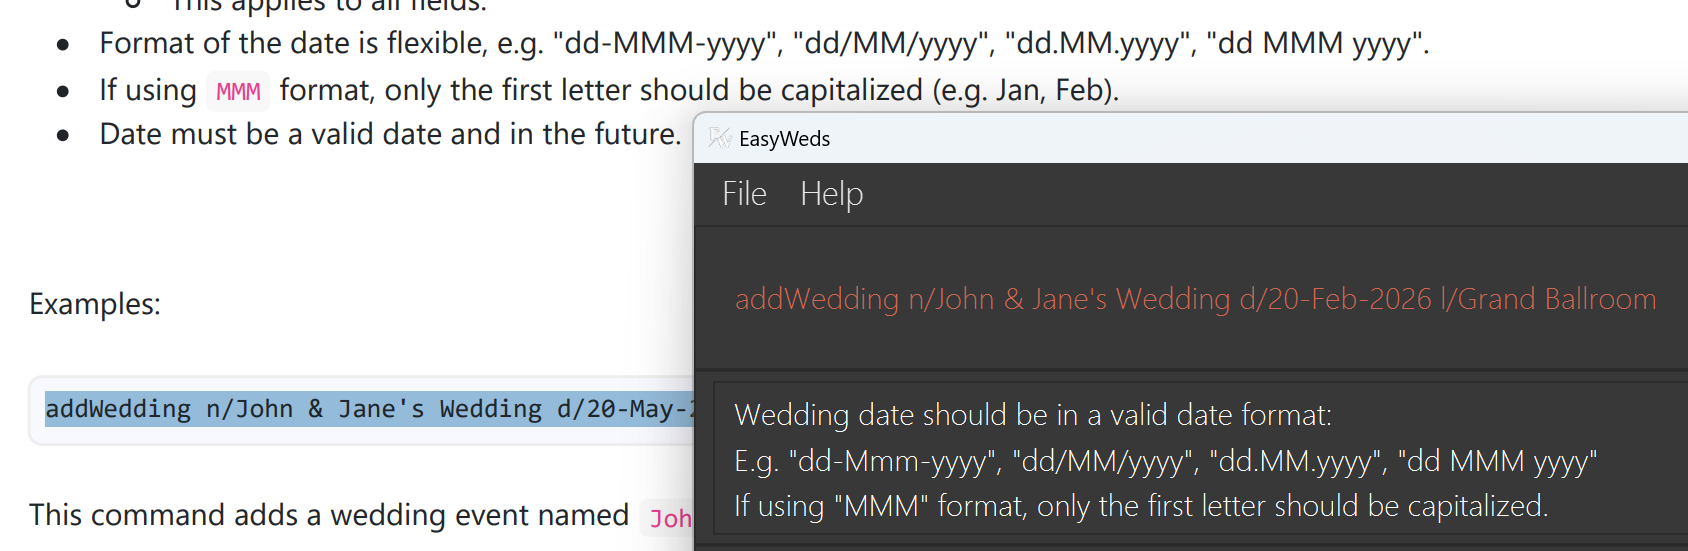 This applies to all fields.
Format of the date is flexible, e.g. "dd-MMM-yyyy", "dd/MM/yyyy", "dd.MM.yyyy", "dd MMM yyyy".
If using MMM format, only the first letter should be capitalized (e.g. Jan, Feb).
Date must be a valid date and in the future.
Examples:
addWedding n/John & Jane's Wedding d/20-May-2
This command adds a wedding event named Joh
EasyWeds
File Help
addWedding n/John & Jane's Wedding d/20-Feb-2026 l/Grand Ballroom
Wedding date should be in a valid date format:
E.g. "dd-Mmm-yyyy", "dd/MM/yyyy", "dd.MM.yyyy", "dd MMM yyyy"
If using "MMM" format, only the first letter should be capitalized.